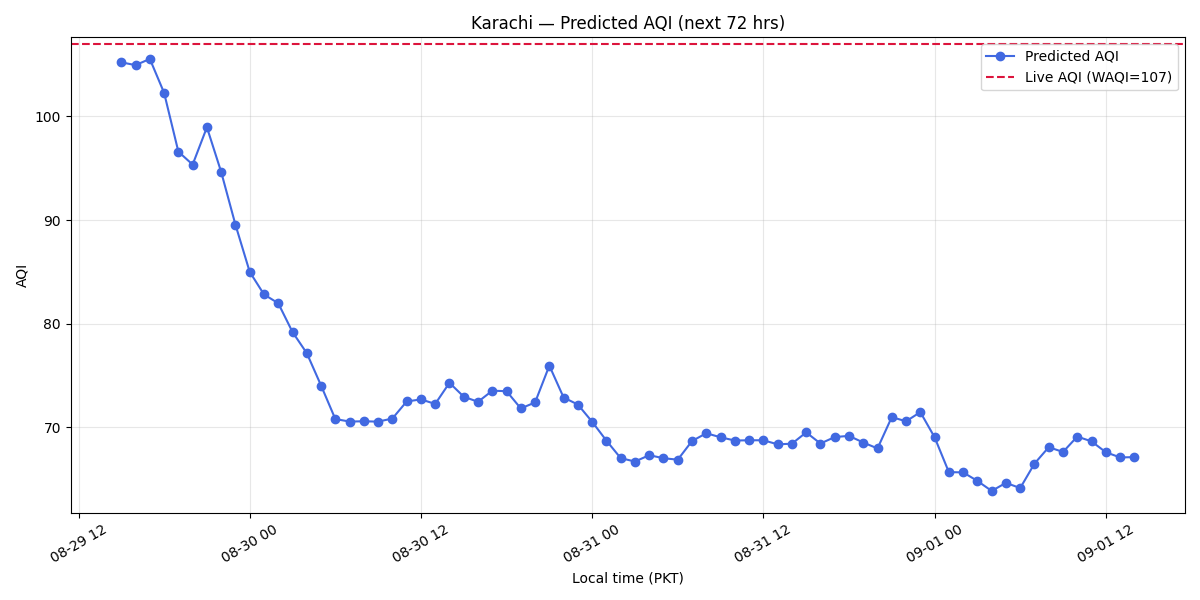 Karachi — Predicted AQI (next 72 hrs)
Predicted AQI
Live AQI (WAQI=107)
AQI
100
90
80
70
08-29 12
08-30 00
08-30 12
08-31 00
08-31 12
09-01 00
09-01 12
Local time (PKT)